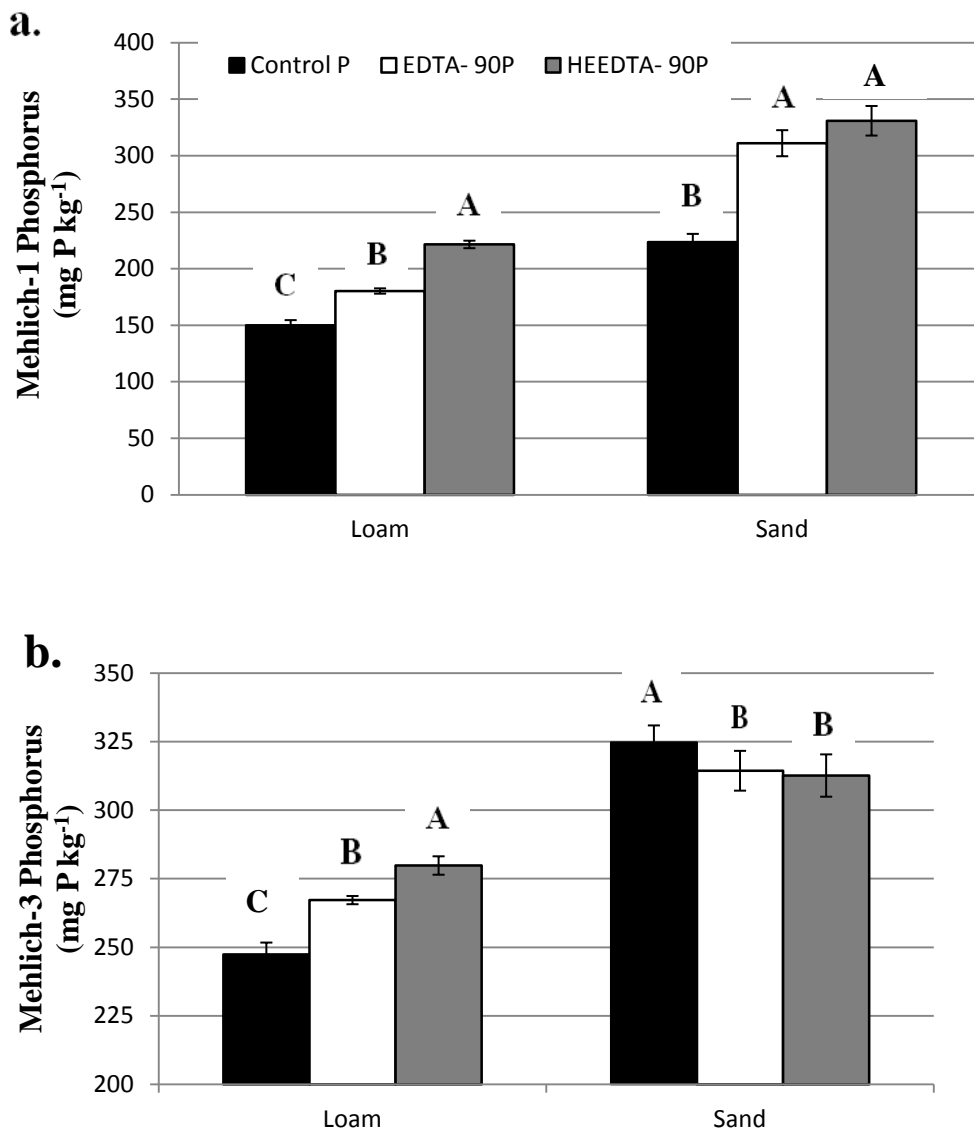 a.
Mehlich-1 Phosphorus
(mg P kg⁻¹)
400
350
300
250
200
150
100
50
0
Control P
EDTA- 90P
HEEDTA- 90P
C
B
A
B
A
A
Loam
Sand
b.
Mehlich-3 Phosphorus
(mg P kg⁻¹)
350
325
300
275
250
225
200
C
B
A
A
B
B
Loam
Sand